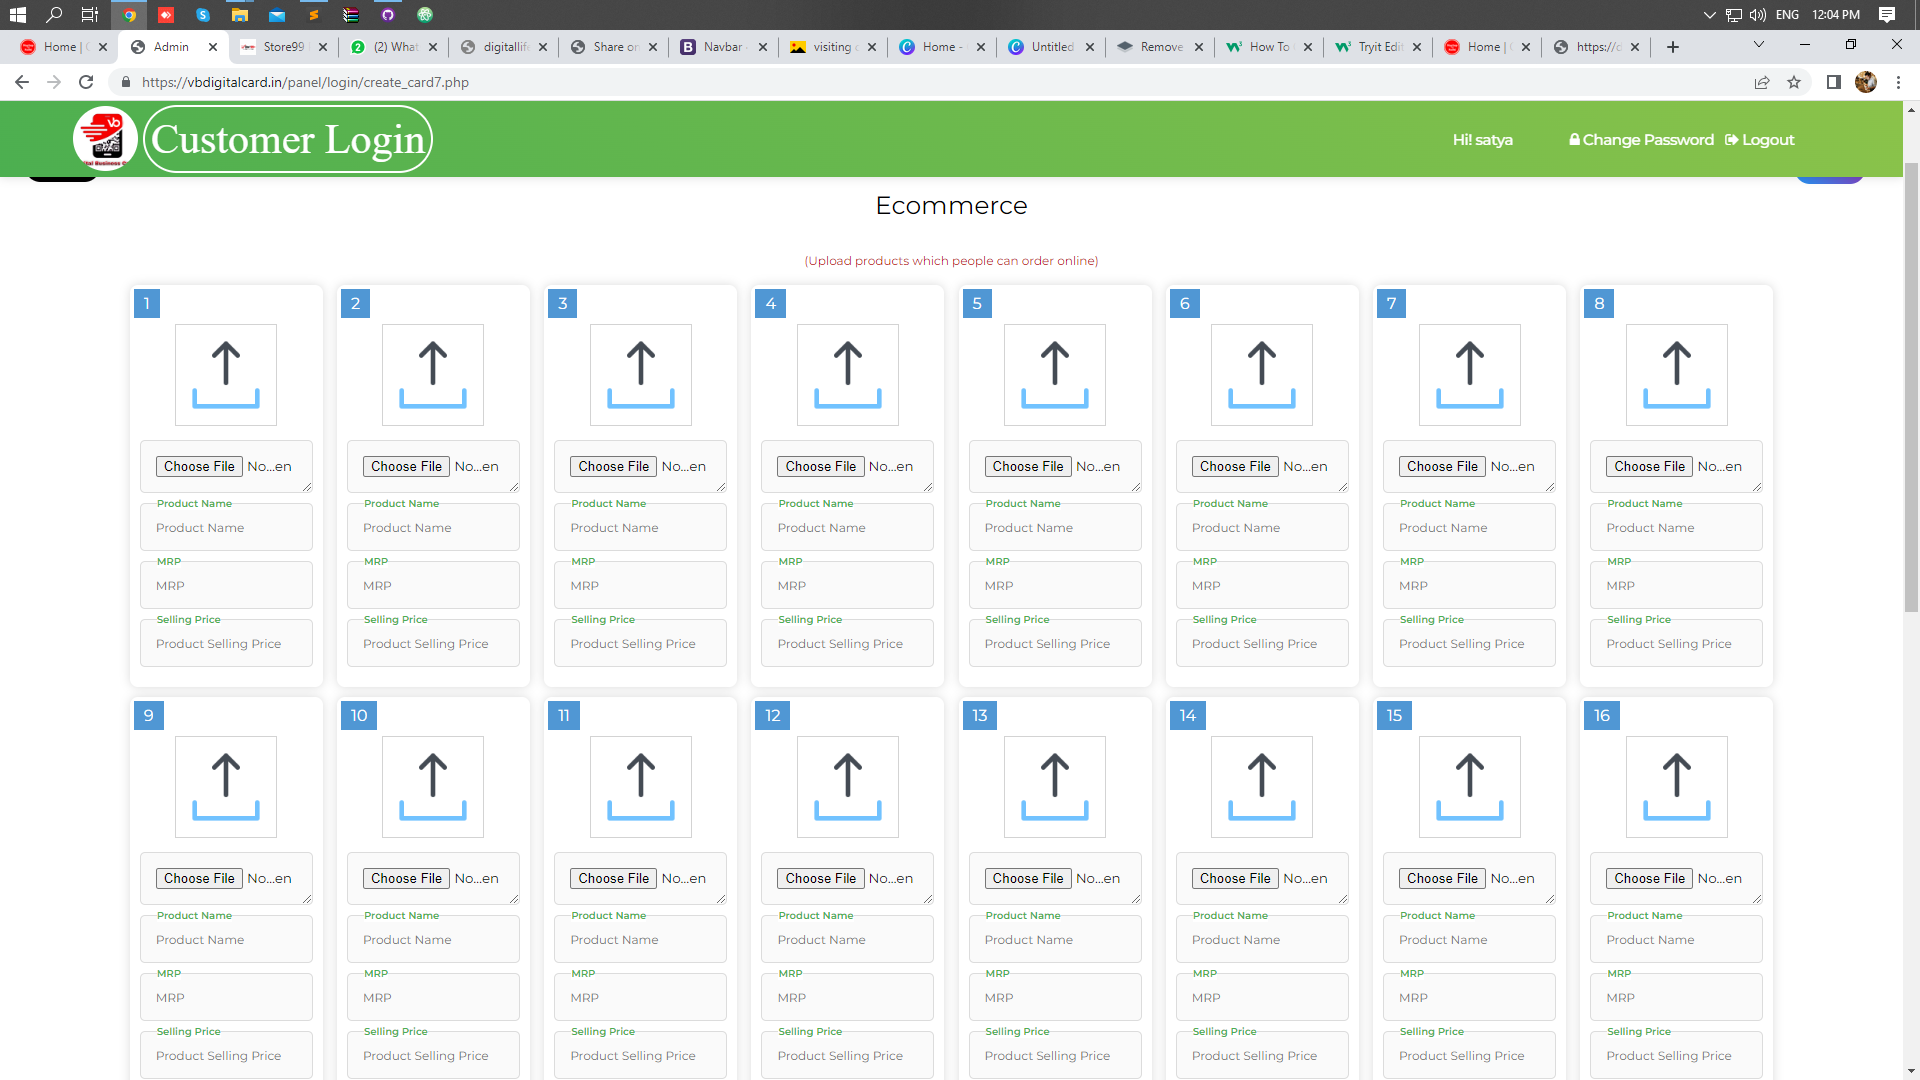 ENG 12:04 PM
Home | Admin Store99 (2) What digitallife Share on Navbar visiting Home - Untitled Remove How To Tryit Edit Home | https://d
https://vbdigitalcard.in/panel/login/create_card7.php
Customer Login Hi! satya Change Password Logout
Ecommerce
(Upload products which people can order online)
1 2 3 4 5 6 7 8
Choose File No...en Choose File No...en Choose File No...en Choose File No...en Choose File No...en Choose File No...en Choose File No...en Choose File No...en
Product Name Product Name Product Name Product Name Product Name Product Name Product Name Product Name
Product Name Product Name Product Name Product Name Product Name Product Name Product Name Product Name
MRP MRP MRP MRP MRP MRP MRP MRP
MRP MRP MRP MRP MRP MRP MRP MRP
Selling Price Selling Price Selling Price Selling Price Selling Price Selling Price Selling Price Selling Price
Product Selling Price Product Selling Price Product Selling Price Product Selling Price Product Selling Price Product Selling Price Product Selling Price Product Selling Price
9 10 11 12 13 14 15 16
Choose File No...en Choose File No...en Choose File No...en Choose File No...en Choose File No...en Choose File No...en Choose File No...en Choose File No...en
Product Name Product Name Product Name Product Name Product Name Product Name Product Name Product Name
Product Name Product Name Product Name Product Name Product Name Product Name Product Name Product Name
MRP MRP MRP MRP MRP MRP MRP MRP
MRP MRP MRP MRP MRP MRP MRP MRP
Selling Price Selling Price Selling Price Selling Price Selling Price Selling Price Selling Price Selling Price
Product Selling Price Product Selling Price Product Selling Price Product Selling Price Product Selling Price Product Selling Price Product Selling Price Product Selling Price